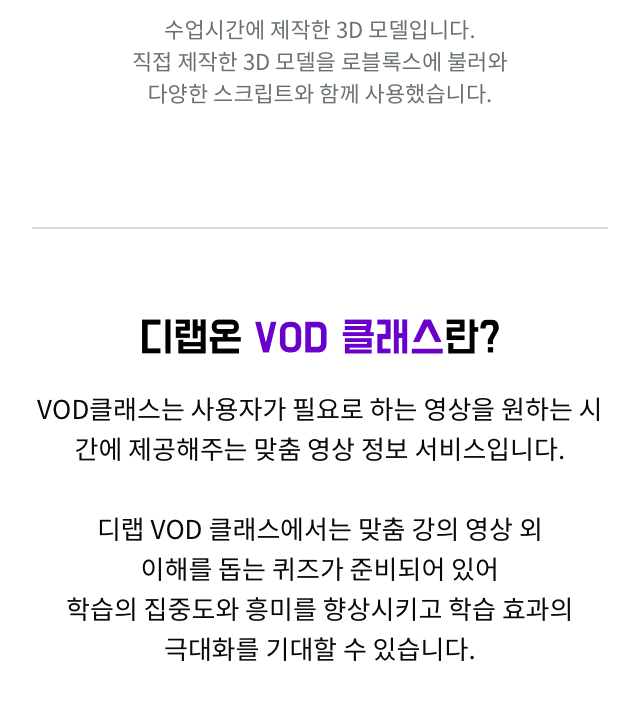 수업시간에 제작한 3D 모델입니다.
직접 제작한 3D 모델을 로블록스에 불러와
다양한 스크립트와 함께 사용했습니다.
디랩온 VOD 클래스란?
VOD클래스는 사용자가 필요로 하는 영상을 원하는 시
간에 제공해주는 맞춤 영상 정보 서비스입니다.
디랩 VOD 클래스에서는 맞춤 강의 영상 외
이해를 돕는 퀴즈가 준비되어 있어
학습의 집중도와 흥미를 향상시키고 학습 효과의
극대화를 기대할 수 있습니다.